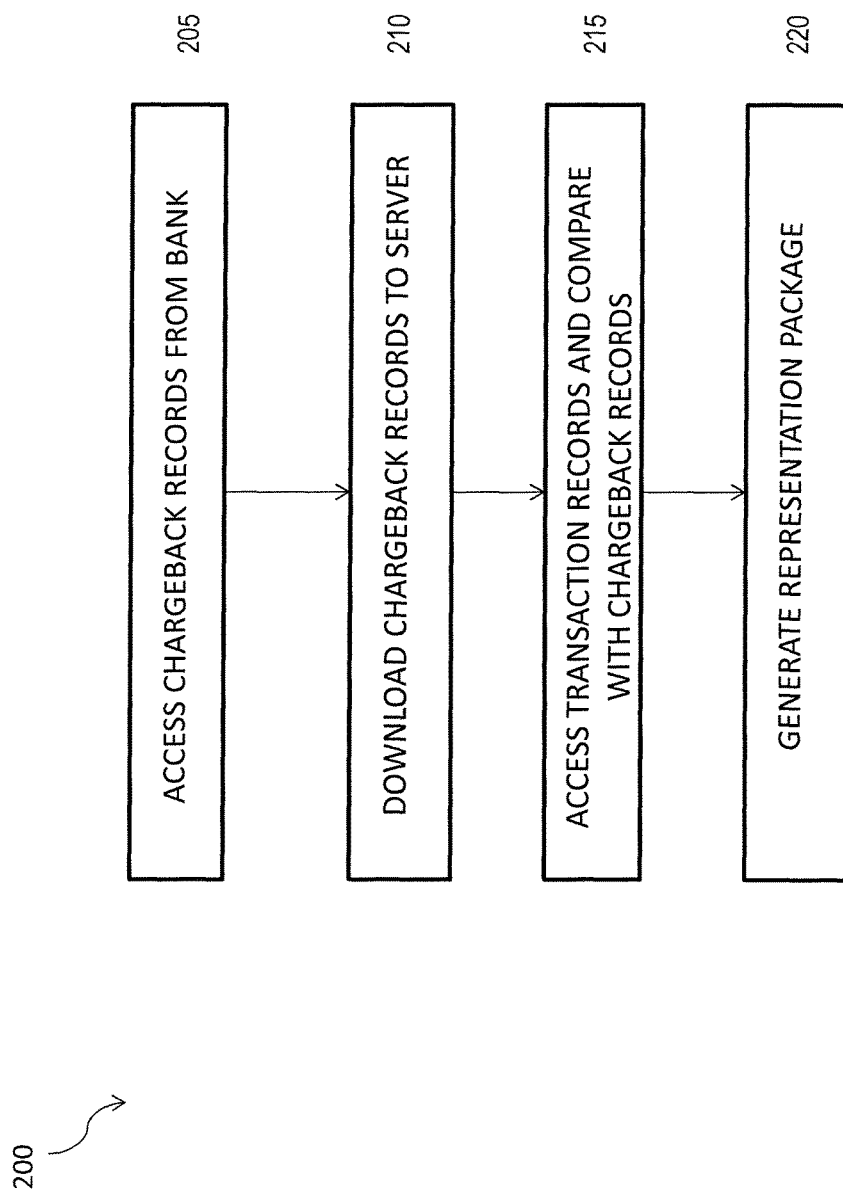 200
ACCESS CHARGEBACK RECORDS FROM BANK
205
DOWNLOAD CHARGEBACK RECORDS TO SERVER
210
ACCESS TRANSACTION RECORDS AND COMPARE
WITH CHARGEBACK RECORDS
215
GENERATE REPRESENTATION PACKAGE
220